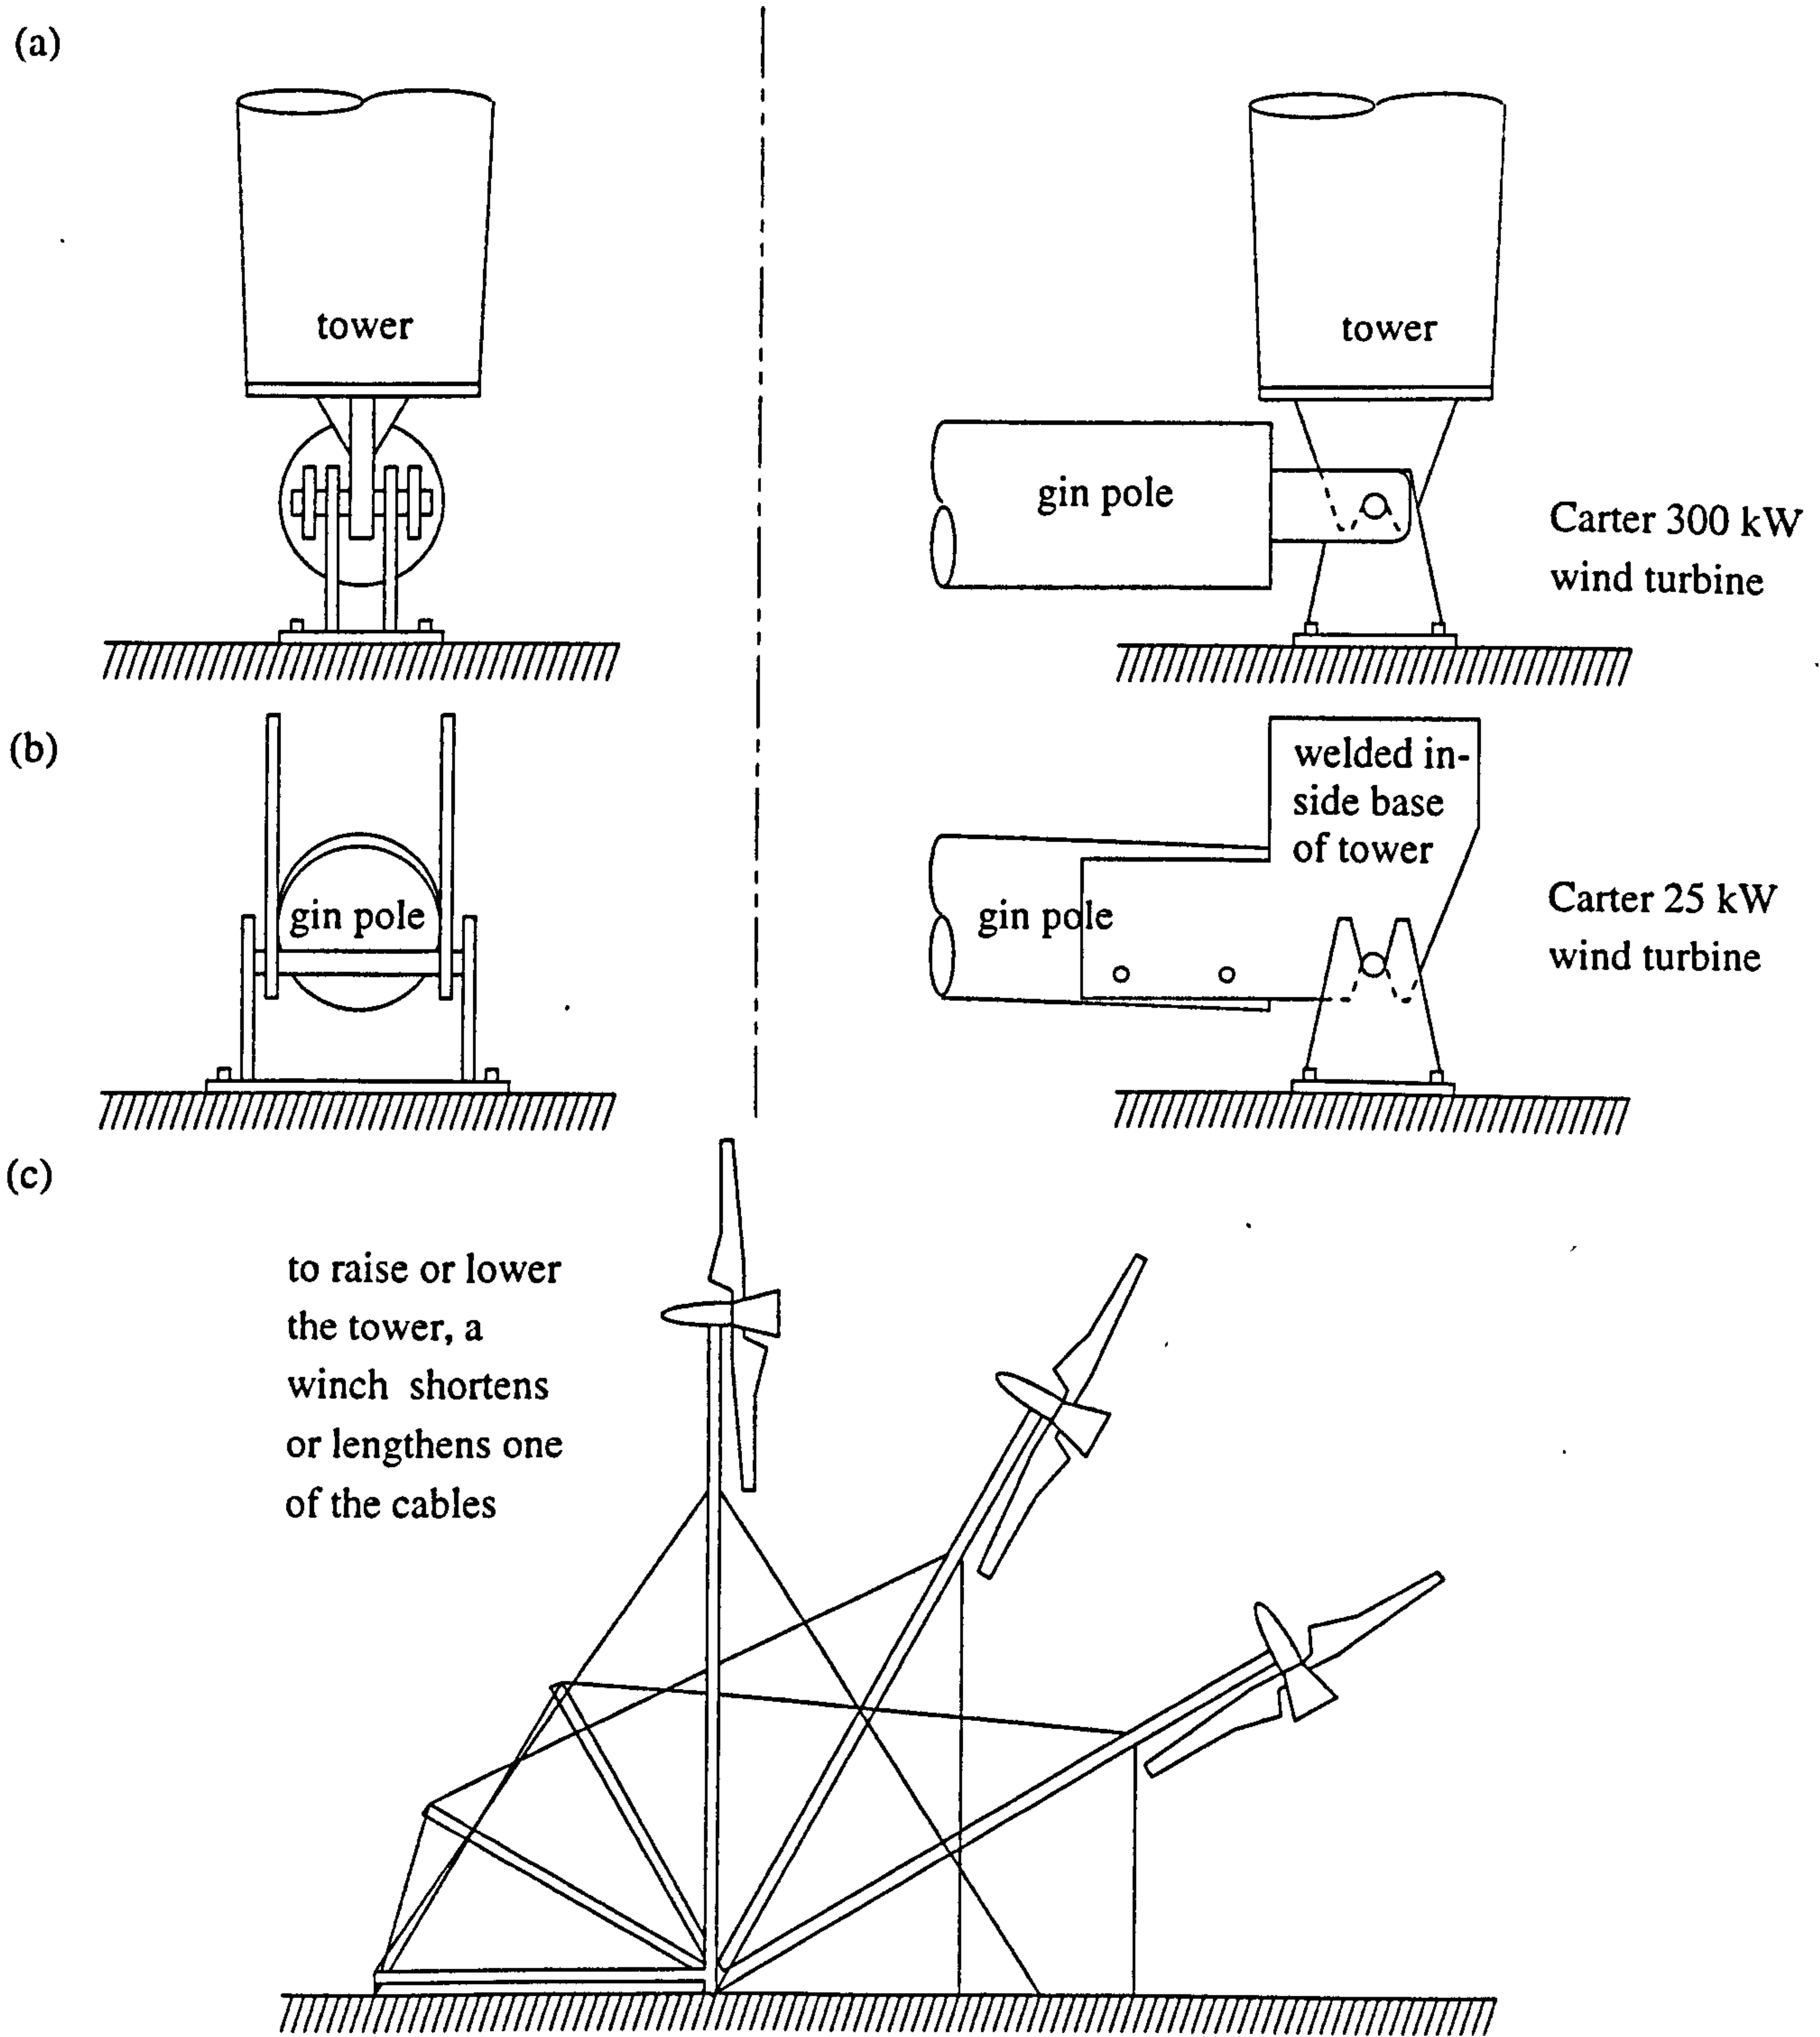 (a)
tower
tower
gin pole
Carter 300 kW
wind turbine
(b)
gin pole
welded in-
side base
of tower
gin pole
Carter 25 kW
wind turbine
(c)
to raise or lower
the tower, a
winch shortens
or lengthens one
of the cables